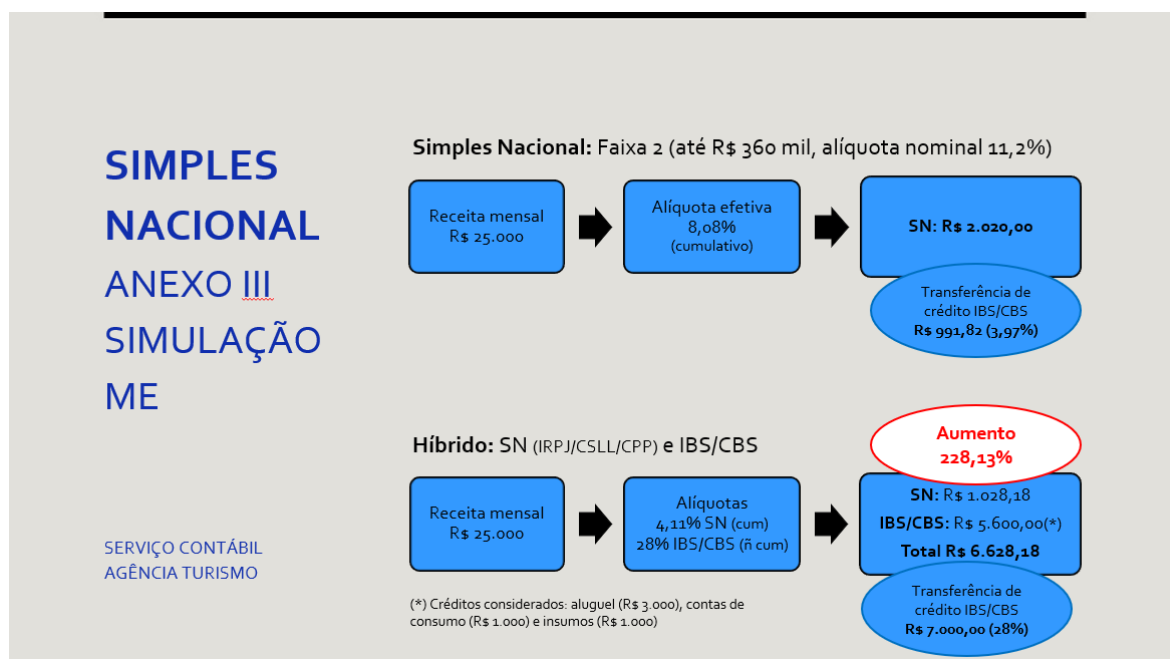 SIMPLES
NACIONAL
ANEXO III
SIMULAÇÃO
ME
SERVIÇO CONTÁBIL
AGÊNCIA TURISMO
Simples Nacional: Faixa 2 (até R$ 360 mil, alíquota nominal 11,2%)
Receita mensal
R$ 25.000
Alíquota efetiva
8,08%
(cumulativo)
SN: R$ 2.020,00
Transferência de
crédito IBS/CBS
R$ 991,82 (3,97%)
Híbrido: SN (IRPJ/CSLL/CPP) e IBS/CBS
Receita mensal
R$ 25.000
Alíquotas
4,11% SN (cum)
28% IBS/CBS (ñ cum)
Aumento
228,13%
SN: R$ 1.028,18
IBS/CBS: R$ 5.600,00(*)
Total R$ 6.628,18
Transferência de
crédito IBS/CBS
R$ 7.000,00 (28%)
(*) Créditos considerados: aluguel (R$ 3.000), contas de
consumo (R$ 1.000) e insumos (R$ 1.000)